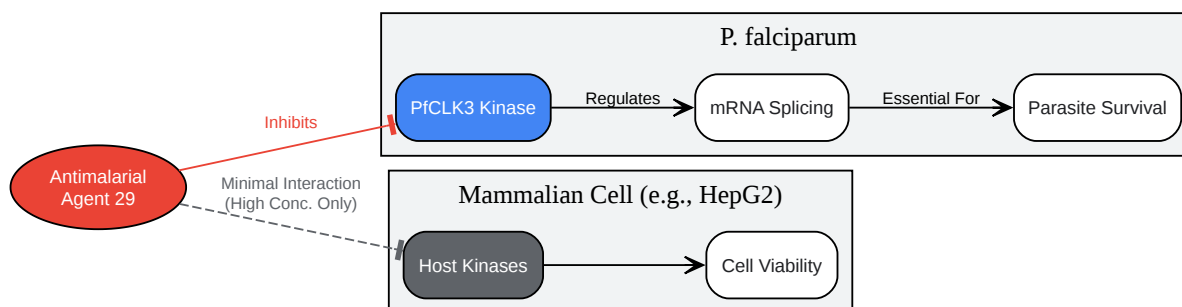 P. falciparum
PfCLK3 Kinase
Regulates
mRNA Splicing
Essential For
Parasite Survival
Inhibits
Antimalarial
Agent 29
Minimal Interaction
(High Conc. Only)
Mammalian Cell (e.g., HepG2)
Host Kinases
Cell Viability